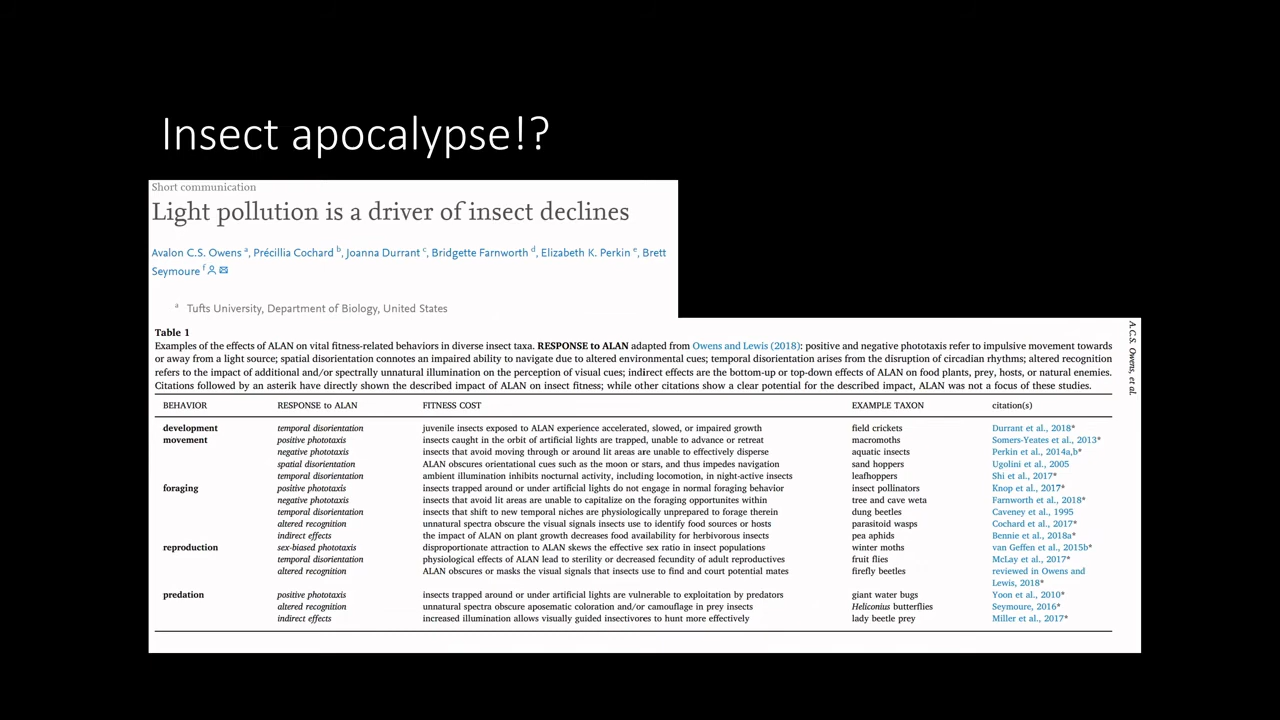 Insect apocalypse!?
Short communication
Light pollution is a driver of insect declines
Avalon C.S. Owens a, Précillia Cochard b, Joanna Durrant c, Bridgette Farnworth d, Elizabeth K. Perkin e, Brett
Seymoure f
a Tufts University, Department of Biology, United States
A.C.S. Owens, et al.
Table 1
Examples of the effects of ALAN on vital fitness-related behaviors in diverse insect taxa. RESPONSE to ALAN adapted from Owens and Lewis (2018): positive and negative phototaxis refer to impulsive movement towards
or away from a light source; spatial disorientation connotes an impaired ability to navigate due to altered environmental cues; temporal disorientation arises from the disruption of circadian rhythms; altered recognition
refers to the impact of additional and/or spectrally unnatural illumination on the perception of visual cues; indirect effects are the bottom-up or top-down effects of ALAN on food plants, prey, hosts, or natural enemies.
Citations followed by an asterik have directly shown the described impact of ALAN on insect fitness; while other citations show a clear potential for the described impact, ALAN was not a focus of these studies.
BEHAVIOR RESPONSE to ALAN FITNESS COST EXAMPLE TAXON citation(s)
development temporal disorientation juvenile insects exposed to ALAN experience accelerated, slowed, or impaired growth field crickets Durrant et al., 2018*
movement positive phototaxis insects caught in the orbit of artificial lights are trapped, unable to advance or retreat macromoths Somers-Yeates et al., 2013*
negative phototaxis insects that avoid moving through or around lit areas are unable to effectively disperse aquatic insects Perkin et al., 2014a,b*
spatial disorientation ALAN obscures orientational cues such as the moon or stars, and thus impedes navigation sand hoppers Ugolini et al., 2005
temporal disorientation ambient illumination inhibits nocturnal activity, including locomotion, in night-active insects leafhoppers Shi et al., 2017*
foraging positive phototaxis insects trapped around or under artificial lights do not engage in normal foraging behavior insect pollinators Knop et al., 2017*
negative phototaxis insects that avoid lit areas are unable to capitalize on the foraging opportunites within tree and cave weta Farnworth et al., 2018*
temporal disorientation insects that shift to new temporal niches are physiologically unprepared to forage therein dung beetles Caveney et al., 1995
altered recognition unnatural spectra obscure the visual signals insects use to identify food sources or hosts parasitoid wasps Cochard et al., 2017*
indirect effects the impact of ALAN on plant growth decreases food availability for herbivorous insects pea aphids Bennie et al., 2018a*
reproduction sex-biased phototaxis disproportionate attraction to ALAN skews the effective sex ratio in insect populations winter moths van Geffen et al., 2015b*
temporal disorientation physiological effects of ALAN lead to sterility or decreased fecundity of adult reproductives fruit flies McLay et al., 2017*
altered recognition ALAN obscures or masks the visual signals that insects use to find and court potential mates firefly beetles reviewed in Owens and
Lewis, 2018*
predation positive phototaxis insects trapped around or under artificial lights are vulnerable to exploitation by predators giant water bugs Yoon et al., 2010*
altered recognition unnatural spectra obscure aposematic coloration and/or camouflage in prey insects Heliconius butterflies Seymoure, 2016*
indirect effects increased illumination allows visually guided insectivores to hunt more effectively lady beetle prey Miller et al., 2017*